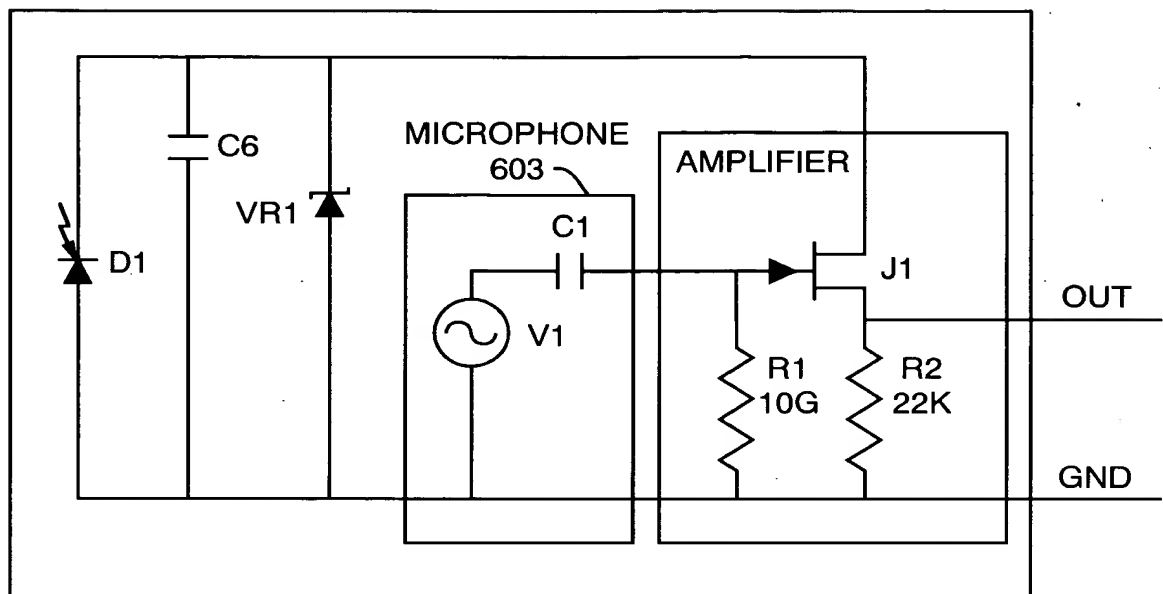 MICROPHONE
603
AMPLIFIER
C6
VR1
C1
D1
V1
J1
OUT
R1
10G
R2
22K
GND